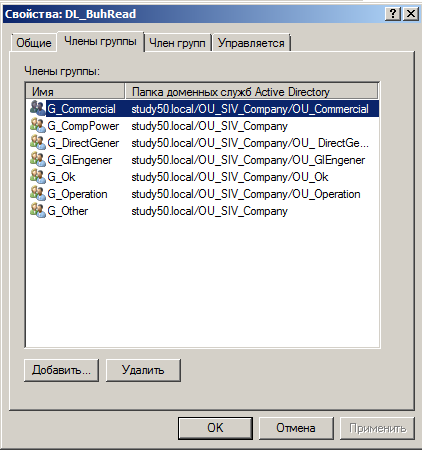 Свойства: DL_BuhRead
Общие Члены группы Член групп Управляется
Члены группы:
Имя Папка доменных служб Active Directory
G_Commercial study50.local/OU_SIV_Company/OU_Commercial
G_CompPower study50.local/OU_SIV_Company
G_DirectGener study50.local/OU_SIV_Company/OU_ DirectGe...
G_GlEngener study50.local/OU_SIV_Company/OU_GlEngener
G_Ok study50.local/OU_SIV_Company/OU_Ok
G_Operation study50.local/OU_SIV_Company/OU_Operation
G_Other study50.local/OU_SIV_Company
Добавить... Удалить
OK Отмена Применить